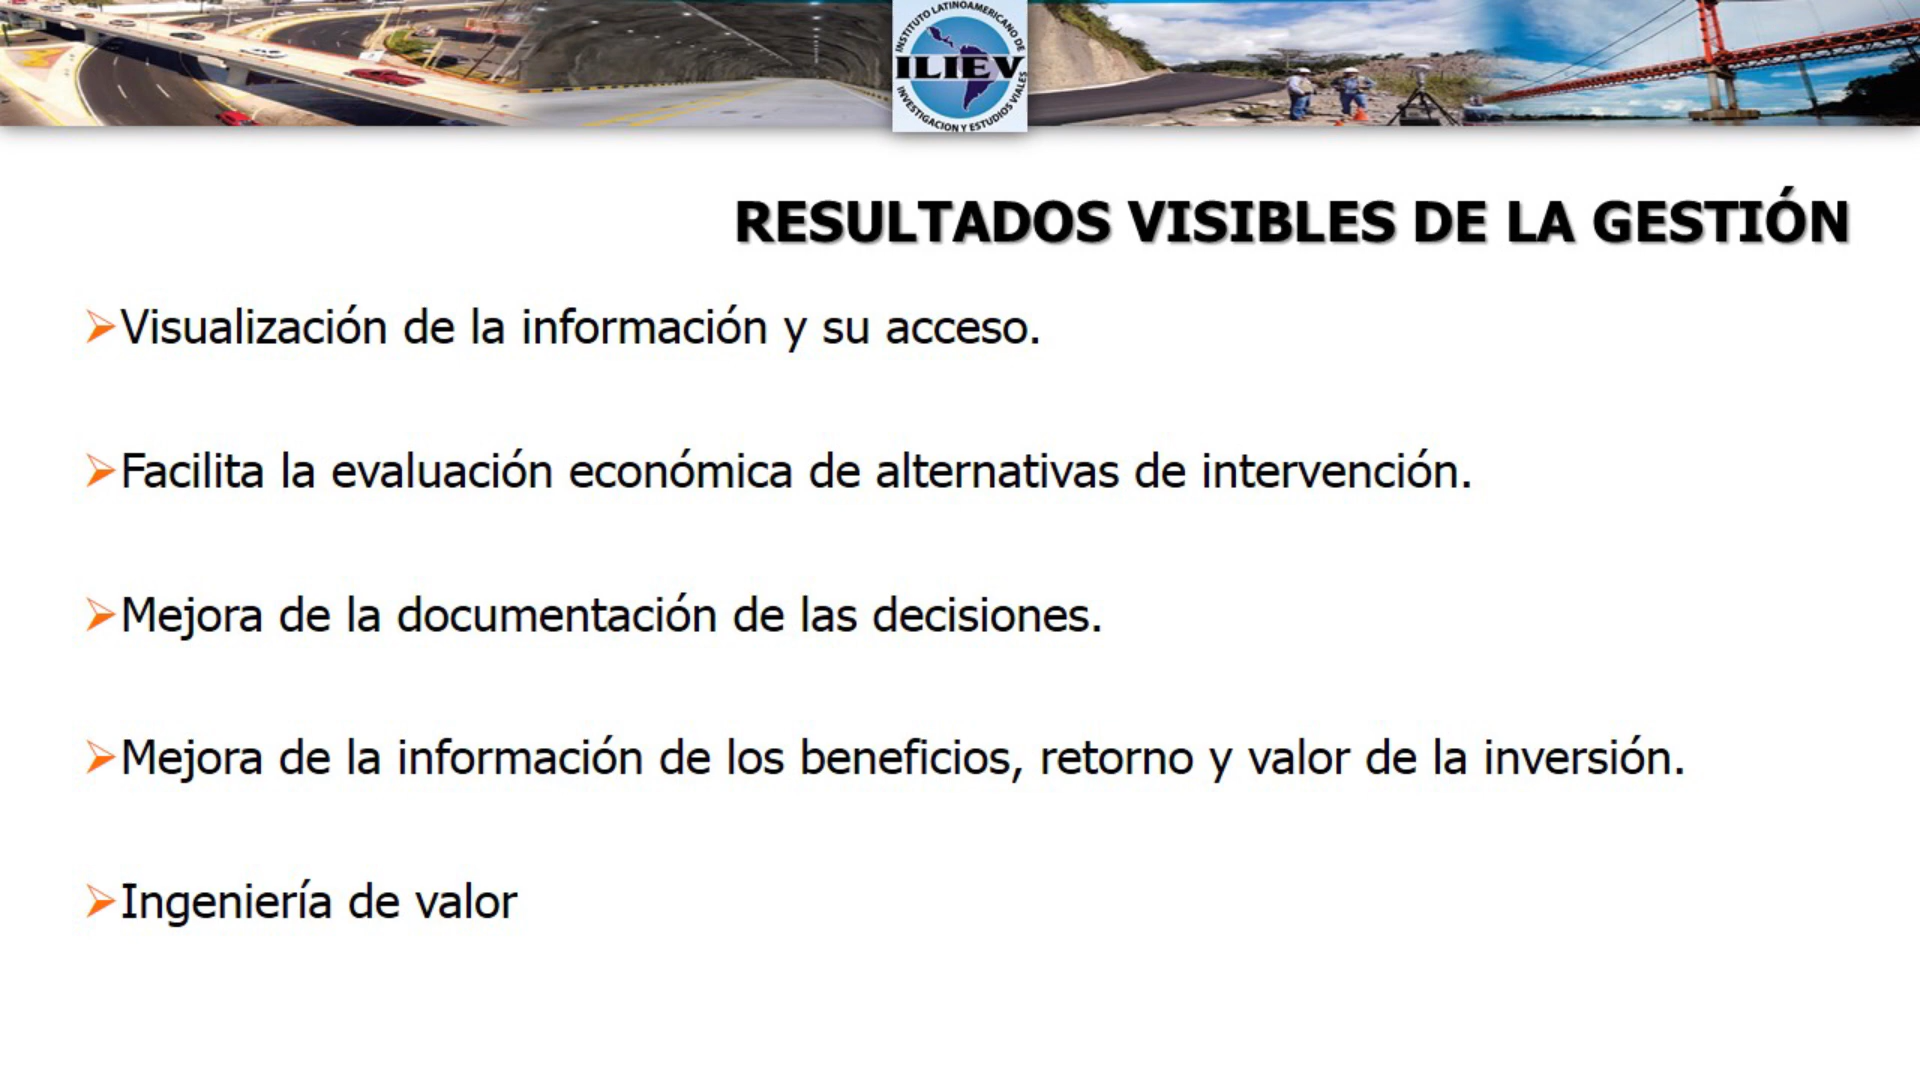 INSTITUTO LATINOAMERICANO DE
ILIEV
INVESTIGACION Y ESTUDIOS VIALES
RESULTADOS VISIBLES DE LA GESTIÓN
Visualización de la información y su acceso.
Facilita la evaluación económica de alternativas de intervención.
Mejora de la documentación de las decisiones.
Mejora de la información de los beneficios, retorno y valor de la inversión.
Ingeniería de valor